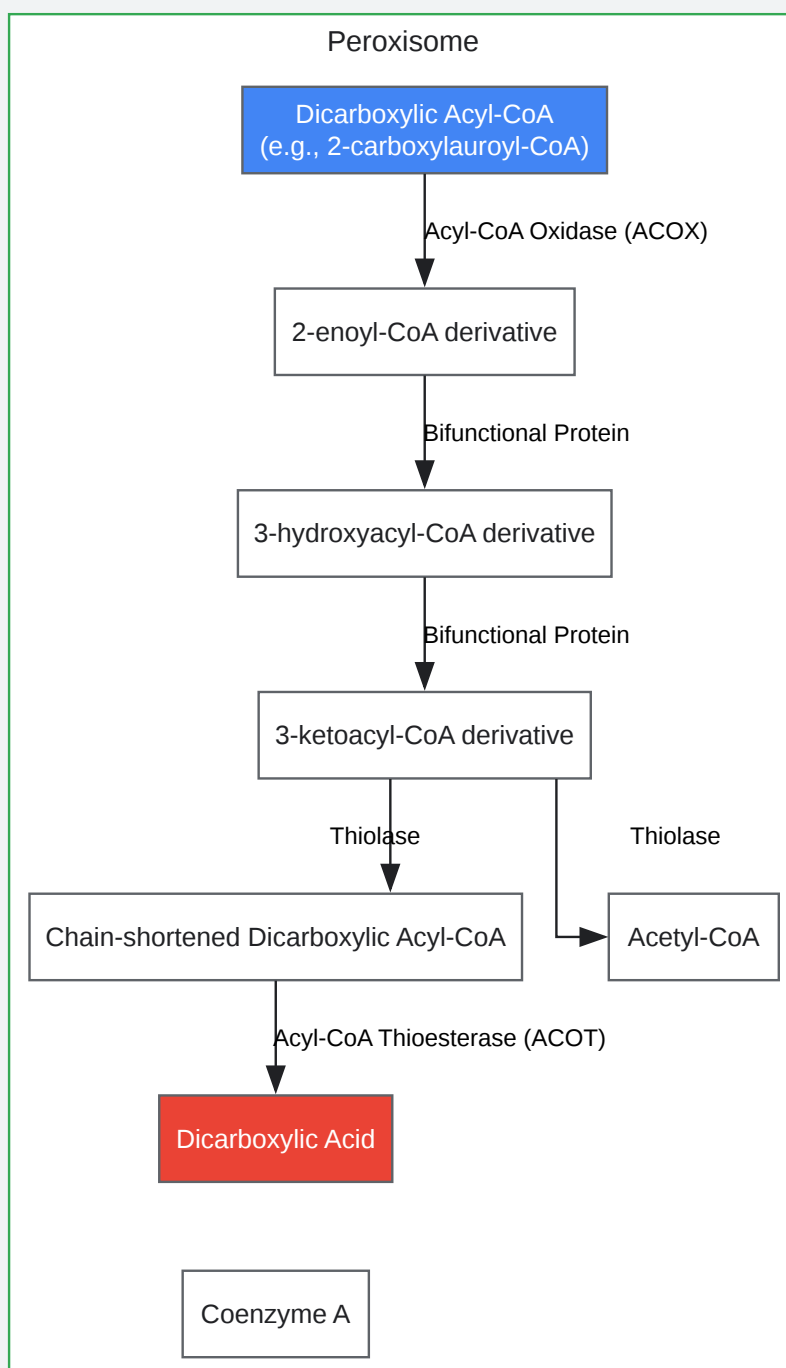 Peroxisome
Dicarboxylic Acyl-CoA
(e.g., 2-carboxylauroyl-CoA)
Acyl-CoA Oxidase (ACOX)
2-enoyl-CoA derivative
Bifunctional Protein
3-hydroxyacyl-CoA derivative
Bifunctional Protein
3-ketoacyl-CoA derivative
Thiolase
Thiolase
Chain-shortened Dicarboxylic Acyl-CoA
Acetyl-CoA
Acyl-CoA Thioesterase (ACOT)
Dicarboxylic Acid
Coenzyme A